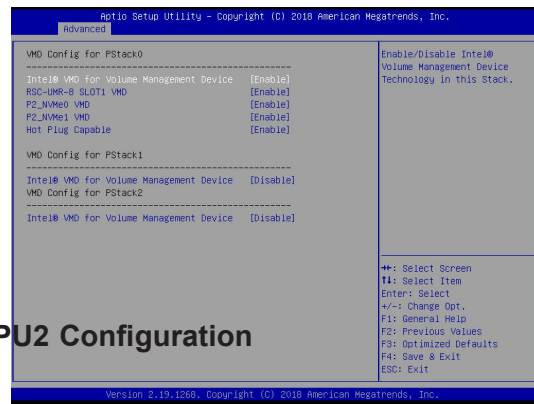 Aptio Setup Utility – Copyright (C) 2018 American Megatrends, Inc.
Advanced
VMD Config for PStack0
------------------------------------------------
Intel® VMD for Volume Management Device [Enable]
RSC-UMR-8 SLOT1 VMD [Enable]
P2_NVMe0 VMD [Enable]
P2_NVMe1 VMD [Enable]
Hot Plug Capable [Enable]
VMD Config for PStack1
------------------------------------------------
Intel® VMD for Volume Management Device [Disable]
VMD Config for PStack2
------------------------------------------------
Intel® VMD for Volume Management Device [Disable]
Enable/Disable Intel®
Volume Management Device
Technology in this Stack.
→←: Select Screen
↑↓: Select Item
Enter: Select
+/-: Change Opt.
F1: General Help
F2: Previous Values
F3: Optimized Defaults
F4: Save & Exit
ESC: Exit
PU2 Configuration
Version 2.19.1268. Copyright (C) 2018 American Megatrends, Inc.